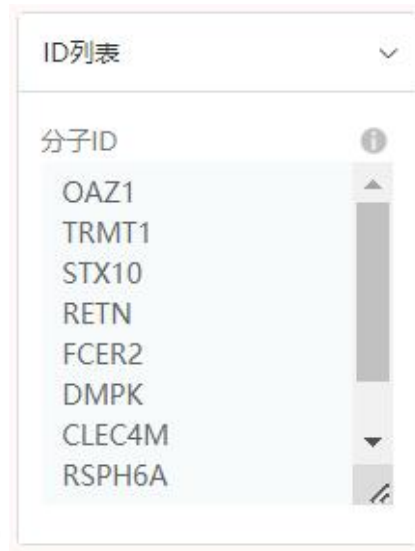 ID列表
分子ID
OAZ1
TRMT1
STX10
RETN
FCER2
DMPK
CLEC4M
RSPH6A